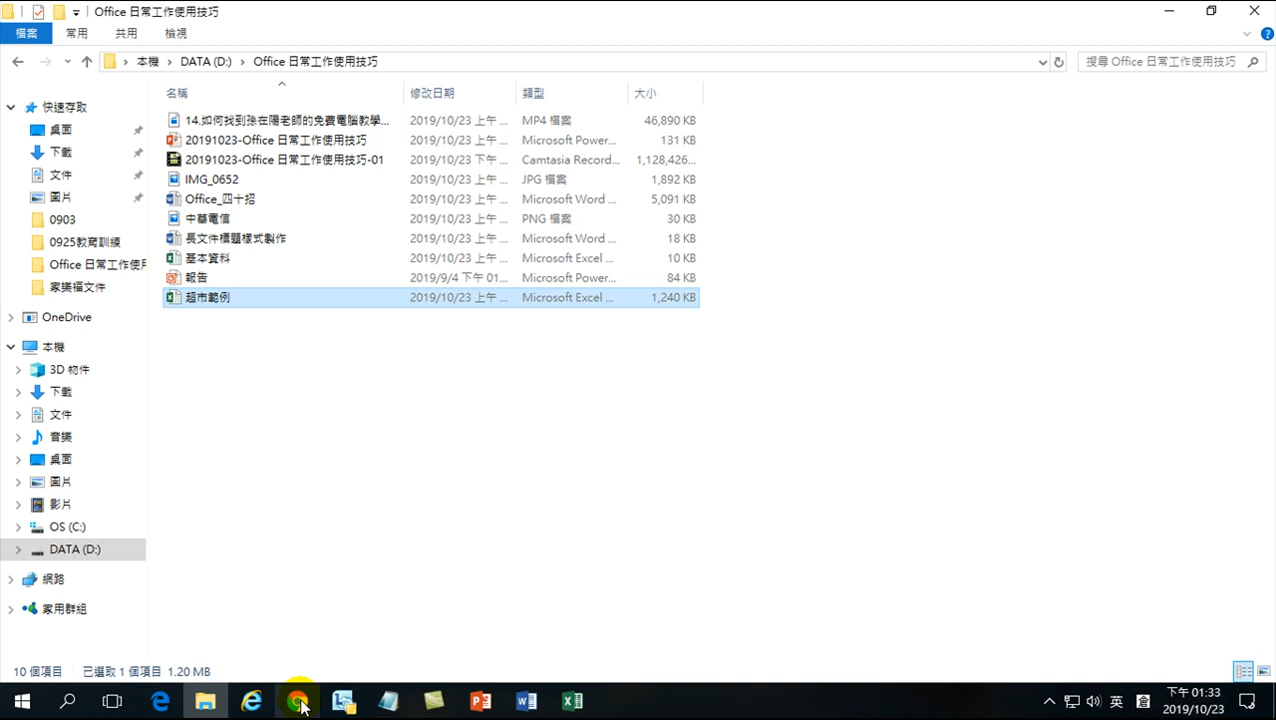 Office 日常工作使用技巧
檔案 常用 共用 檢視
本機 DATA (D:) Office 日常工作使用技巧 搜尋 Office 日常工作使用技巧
名稱 修改日期 類型 大小
快速存取
桌面
下載
文件
圖片
0903
0925教育訓練
Office 日常工作使用
家樂福文件
OneDrive
本機
3D 物件
下載
文件
音樂
桌面
圖片
影片
OS (C:)
DATA (D:)
網路
家用群組
14.如何找到孫在陽老師的免費電腦教學... 2019/10/23 上午 ... MP4 檔案 46,890 KB
20191023-Office 日常工作使用技巧 2019/10/23 上午 ... Microsoft Power... 131 KB
20191023-Office 日常工作使用技巧-01 2019/10/23 下午 ... Camtasia Record... 1,128,426...
IMG_0652 2019/10/23 上午 ... JPG 檔案 1,892 KB
Office_四十招 2019/10/23 上午 ... Microsoft Word ... 5,091 KB
中華電信 2019/10/23 上午 ... PNG 檔案 30 KB
長文件標題樣式製作 2019/10/23 上午 ... Microsoft Word ... 18 KB
基本資料 2019/10/23 上午 ... Microsoft Excel ... 10 KB
報告 2019/9/4 下午 01... Microsoft Power... 84 KB
超市範例 2019/10/23 上午 ... Microsoft Excel ... 1,240 KB
10 個項目 已選取 1 個項目 1.20 MB
英 下午 01:33
2019/10/23